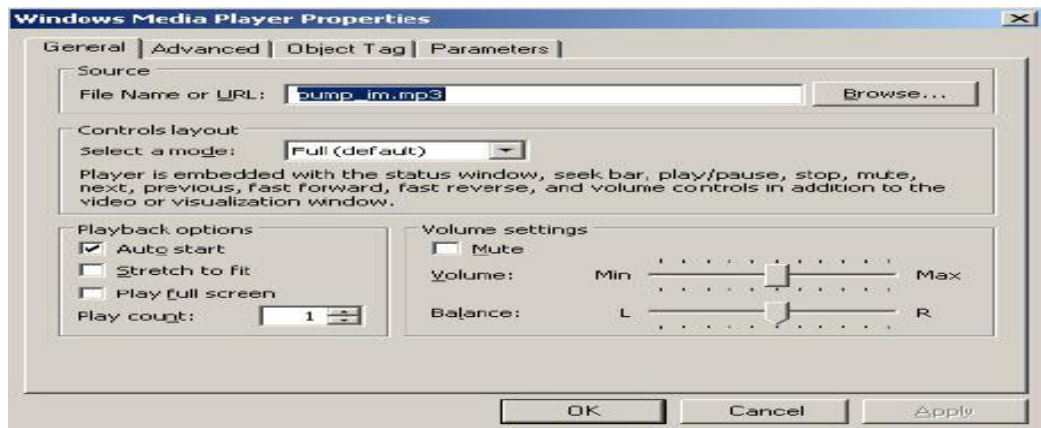 Windows Media Player Properties
General Advanced Object Tag Parameters
Source
File Name or URL: pump_im.mp3 Browse...
Controls layout
Select a mode: Full (default)
Player is embedded with the status window, seek bar, play/pause, stop, mute,
next, previous, fast forward, fast reverse, and volume controls in addition to the
video or visualization window.
Playback options
Auto start
Stretch to fit
Play full screen
Play count: 1
Volume settings
Mute
Volume: Min Max
Balance: L R
OK Cancel Apply